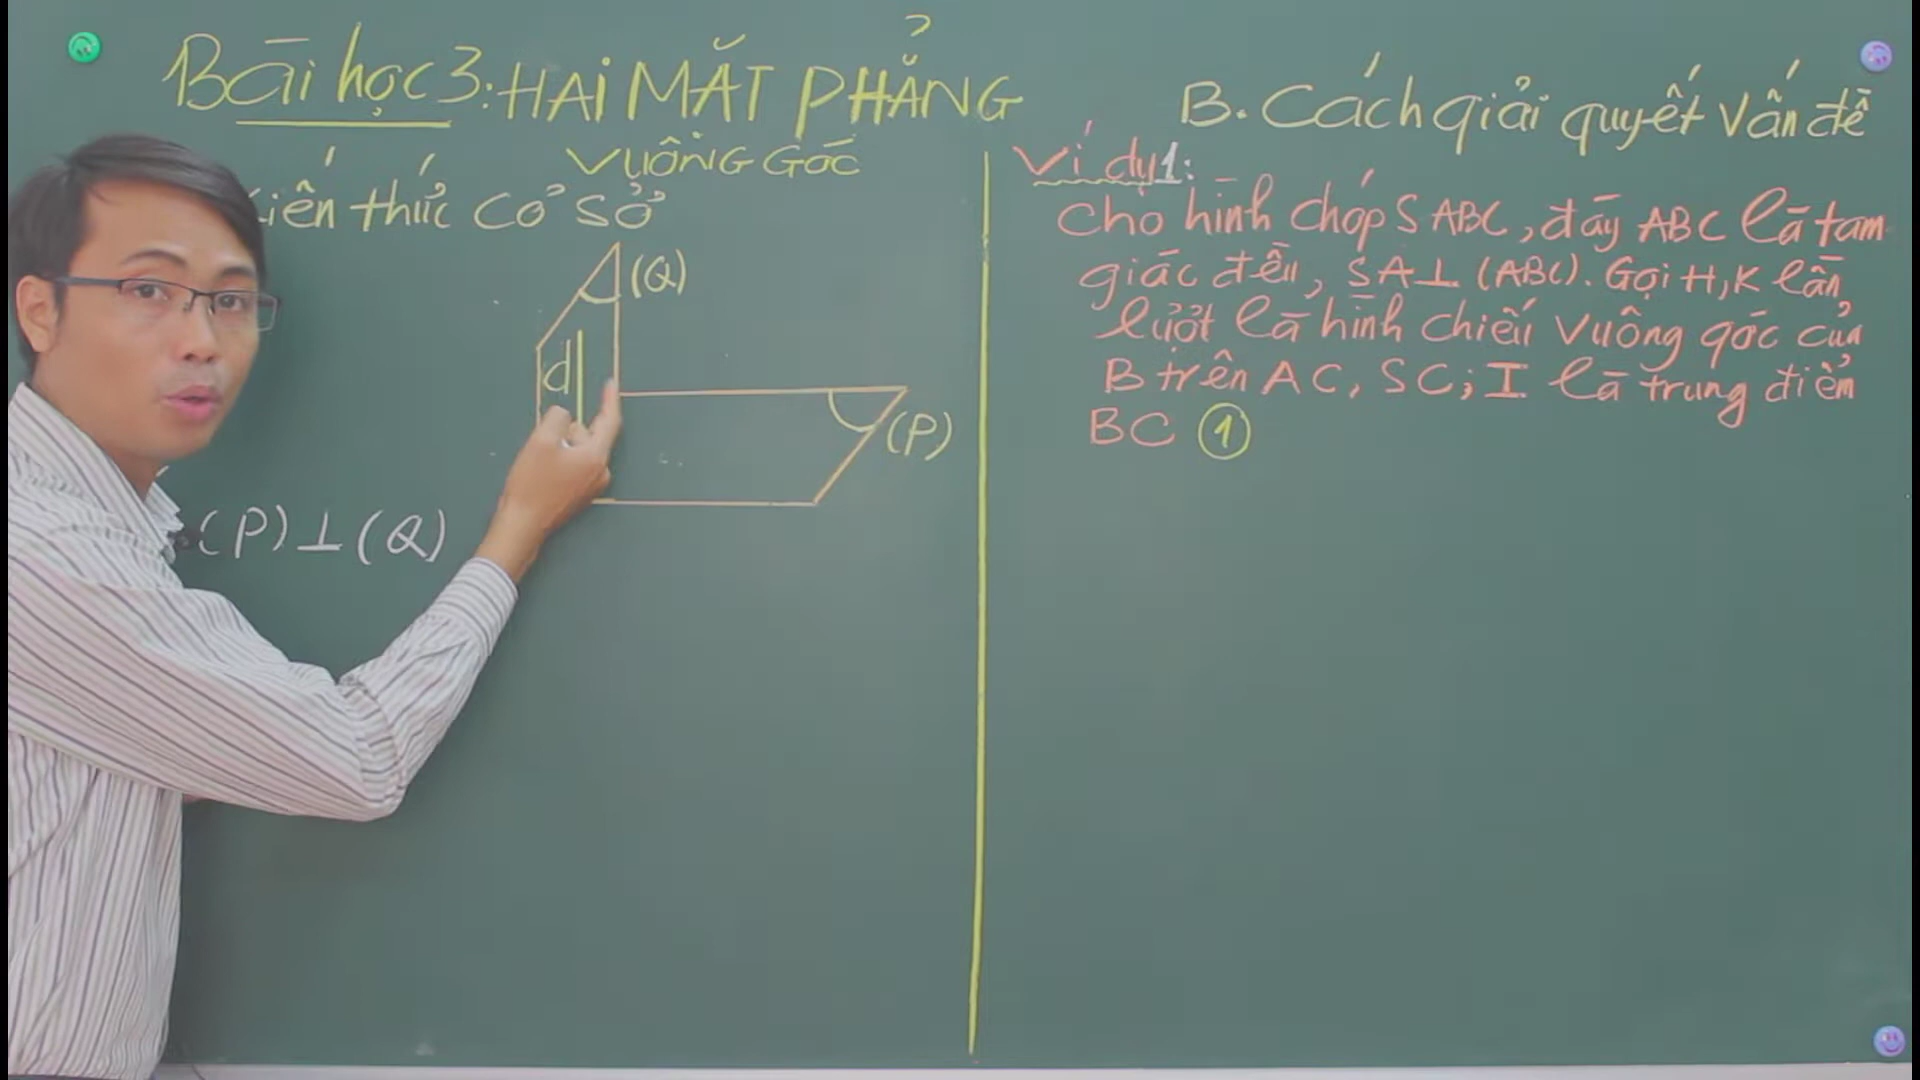 Bài học 3: HAI MẶT PHẲNG
VUÔNG GÓC
Kiến thức cơ sở
(Q)
d
(P)
(P)⊥(Q)
B. Cách giải quyết vấn đề
Ví dụ 1:
Cho hình chóp SABC, đáy ABC là tam
giác đều, SA⊥(ABC). Gọi H,K lần
lượt là hình chiếu vuông góc của
B trên AC, SC; I là trung điểm
BC ①